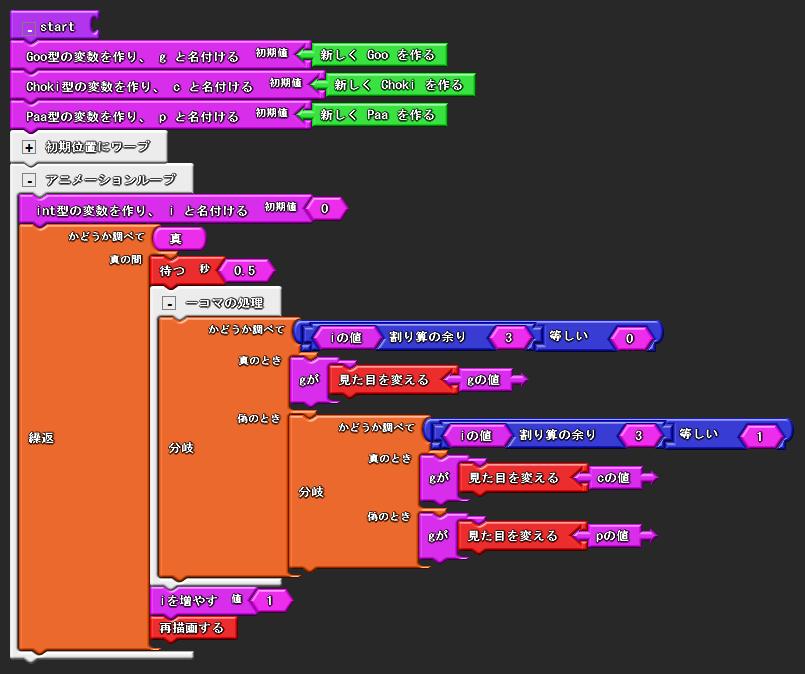 - start
Goo型の変数を作り、 g と名付ける 初期値 新しく Goo を作る
Choki型の変数を作り、 c と名付ける 初期値 新しく Choki を作る
Paa型の変数を作り、 p と名付ける 初期値 新しく Paa を作る
+ 初期位置にワープ
- アニメーションループ
int型の変数を作り、 i と名付ける 初期値 0
かどうか調べて 真
真の間
待つ 秒 0.5
- 一コマの処理
かどうか調べて iの値 割り算の余り 3 等しい 0
真のとき
gが 見た目を変える gの値
偽のとき
かどうか調べて iの値 割り算の余り 3 等しい 1
繰返
分岐
真のとき
gが 見た目を変える cの値
分岐
偽のとき
gが 見た目を変える pの値
iを増やす 値 1
再描画する